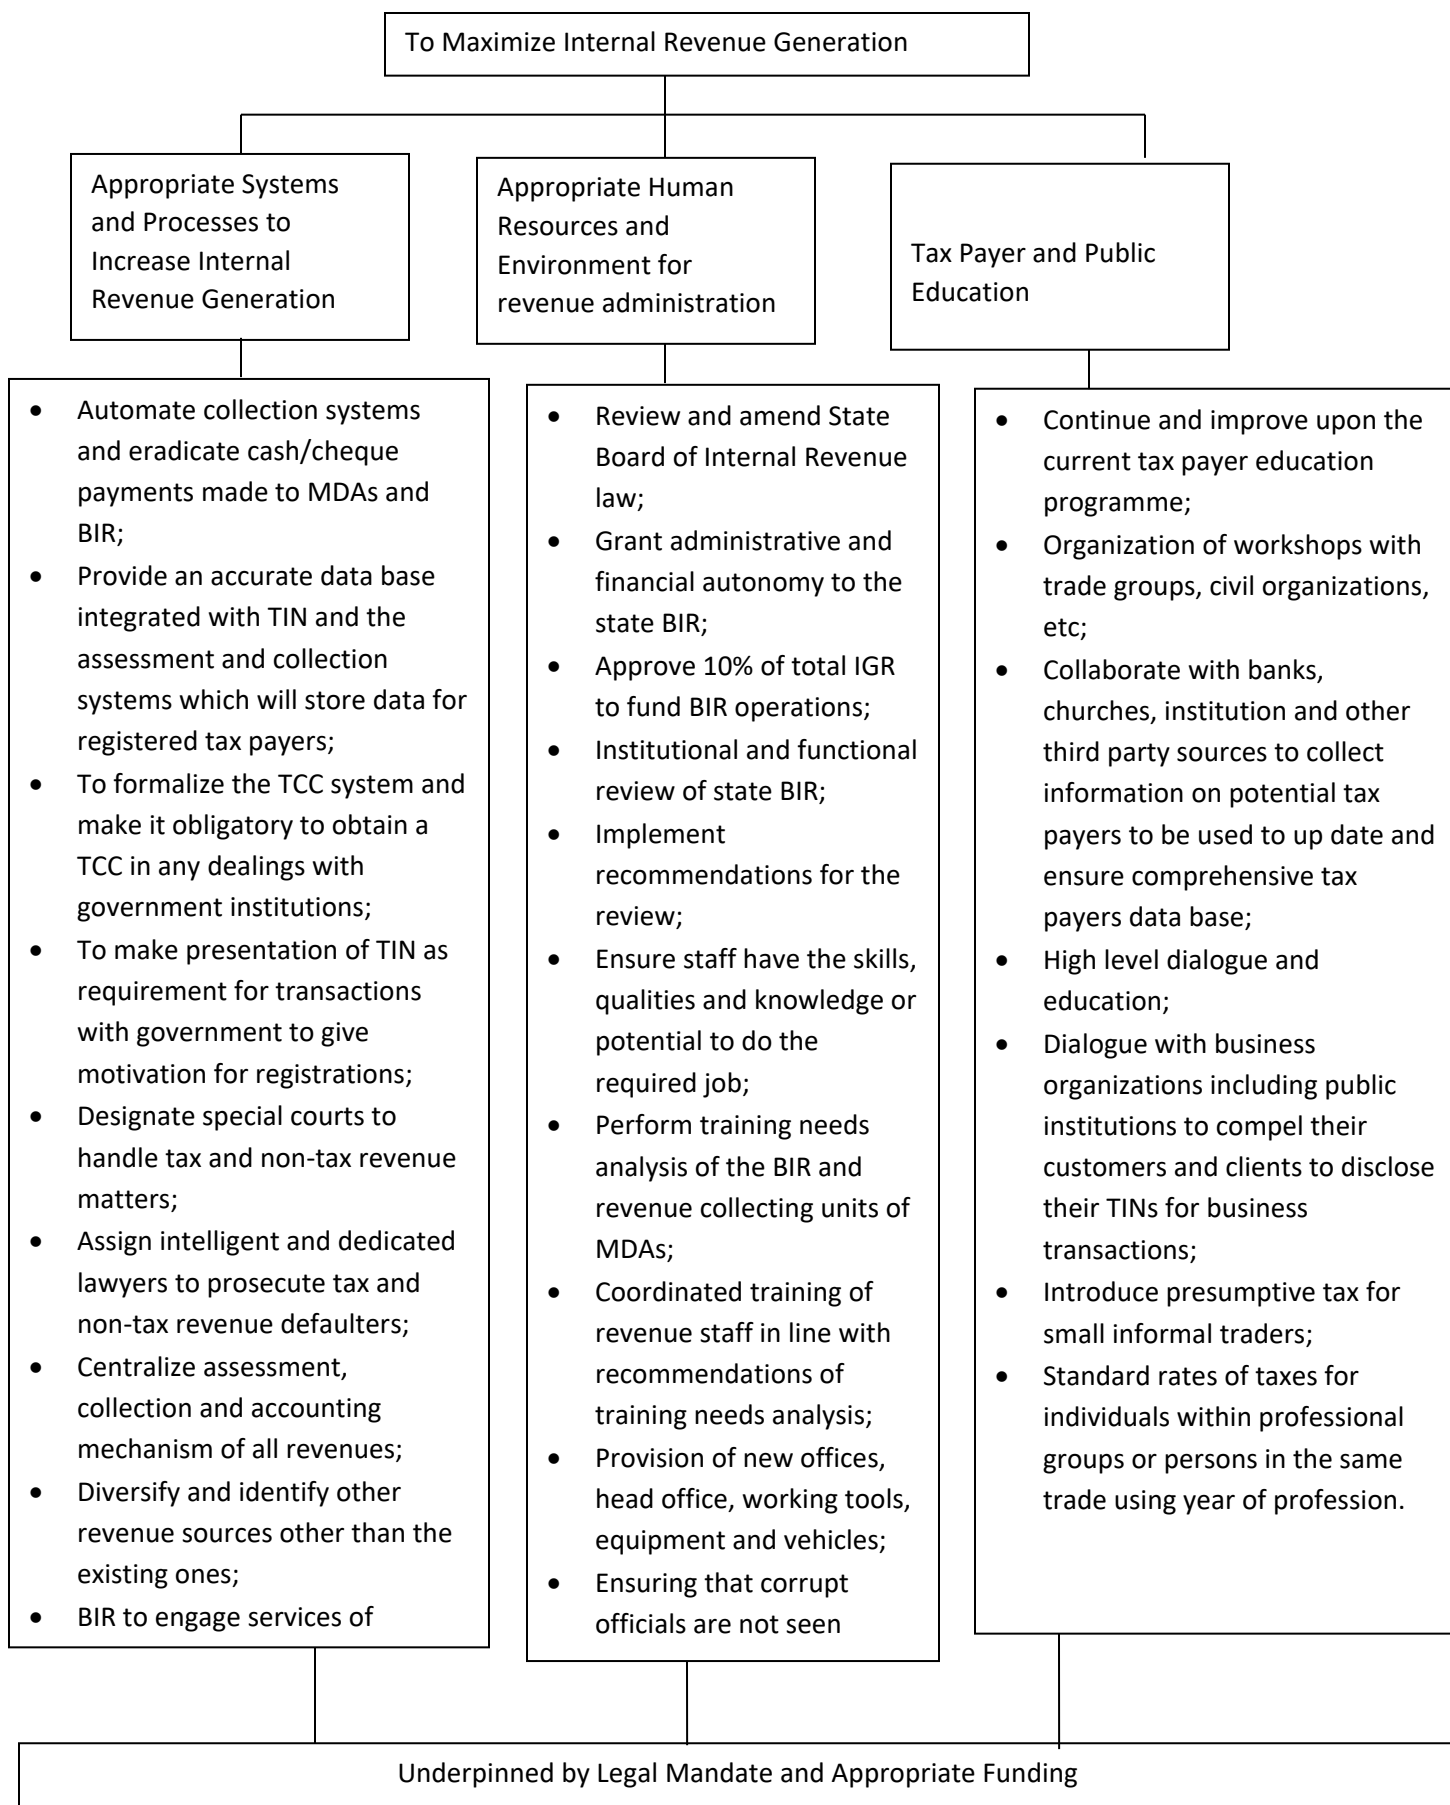 To Maximize Internal Revenue Generation
Appropriate Systems
and Processes to
Increase Internal
Revenue Generation
Appropriate Human
Resources and
Environment for
revenue administration
Tax Payer and Public
Education
• Automate collection systems
and eradicate cash/cheque
payments made to MDAs and
BIR;
• Provide an accurate data base
integrated with TIN and the
assessment and collection
systems which will store data for
registered tax payers;
• To formalize the TCC system and
make it obligatory to obtain a
TCC in any dealings with
government institutions;
• To make presentation of TIN as
requirement for transactions
with government to give
motivation for registrations;
• Designate special courts to
handle tax and non-tax revenue
matters;
• Assign intelligent and dedicated
lawyers to prosecute tax and
non-tax revenue defaulters;
• Centralize assessment,
collection and accounting
mechanism of all revenues;
• Diversify and identify other
revenue sources other than the
existing ones;
• BIR to engage services of
• Review and amend State
Board of Internal Revenue
law;
• Grant administrative and
financial autonomy to the
state BIR;
• Approve 10% of total IGR
to fund BIR operations;
• Institutional and functional
review of state BIR;
• Implement
recommendations for the
review;
• Ensure staff have the skills,
qualities and knowledge or
potential to do the
required job;
• Perform training needs
analysis of the BIR and
revenue collecting units of
MDAs;
• Coordinated training of
revenue staff in line with
recommendations of
training needs analysis;
• Provision of new offices,
head office, working tools,
equipment and vehicles;
• Ensuring that corrupt
officials are not seen
• Continue and improve upon the
current tax payer education
programme;
• Organization of workshops with
trade groups, civil organizations,
etc;
• Collaborate with banks,
churches, institution and other
third party sources to collect
information on potential tax
payers to be used to up date and
ensure comprehensive tax
payers data base;
• High level dialogue and
education;
• Dialogue with business
organizations including public
institutions to compel their
customers and clients to disclose
their TINs for business
transactions;
• Introduce presumptive tax for
small informal traders;
• Standard rates of taxes for
individuals within professional
groups or persons in the same
trade using year of profession.
Underpinned by Legal Mandate and Appropriate Funding